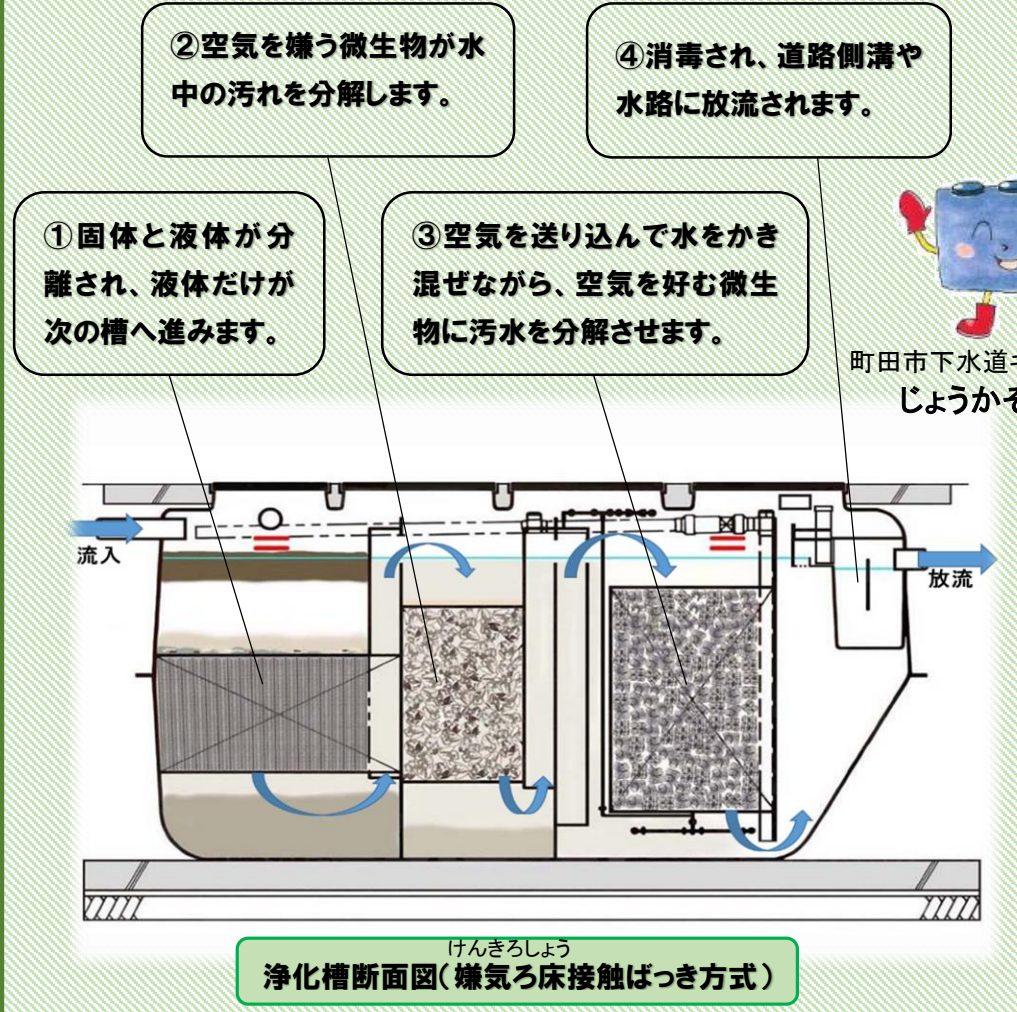 ②空気を嫌う微生物が水
中の汚れを分解します。
④消毒され、道路側溝や
水路に放流されます。
①固体と液体が分
離され、液体だけが
次の槽へ進みます。
③空気を送り込んで水をかき
混ぜながら、空気を好む微生
物に汚水を分解させます。
町田市下水道
じょうかそ
流入
放流
けんきろしょう
浄化槽断面図(嫌気ろ床接触ばっき方式)